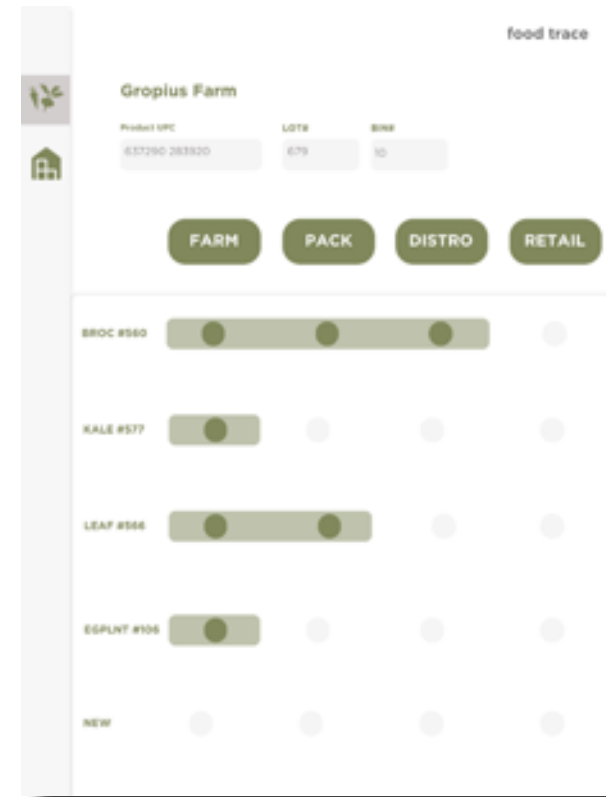 food trace
Gropius Farm
Product UPC LOT# BIN#
637290 283920 679 10
FARM PACK DISTRO RETAIL
BROC #560
KALE #577
LEAF #566
EGPLNT #106
NEW